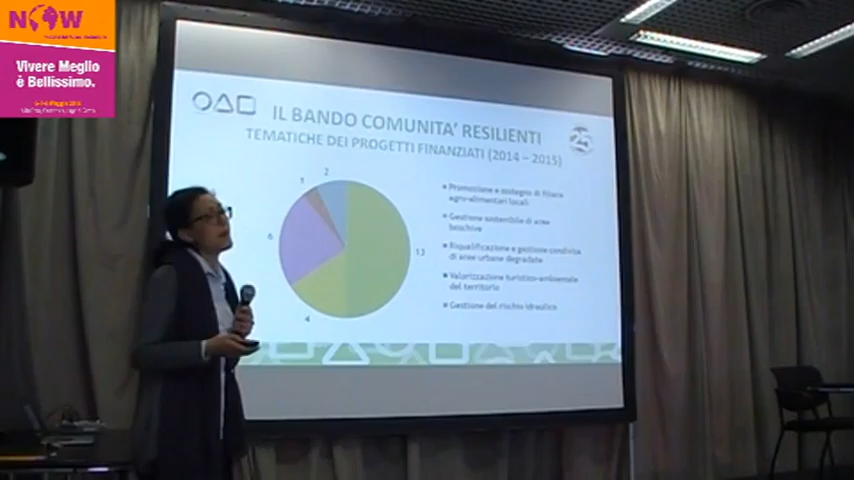 NOW
Vivere Meglio
è Bellissimo.
IL BANDO COMUNITA' RESILIENTI
TEMATICHE DEI PROGETTI FINANZIATI (2014 – 2015)
25
1
2
6
13
4
Promozione e sostegno di filiere
agro-alimentari locali
Gestione sostenibile di aree
boschive
Riqualificazione e gestione condivisa
di aree urbane degradate
Valorizzazione turistico-ambientale
del territorio
Gestione del rischio idraulico